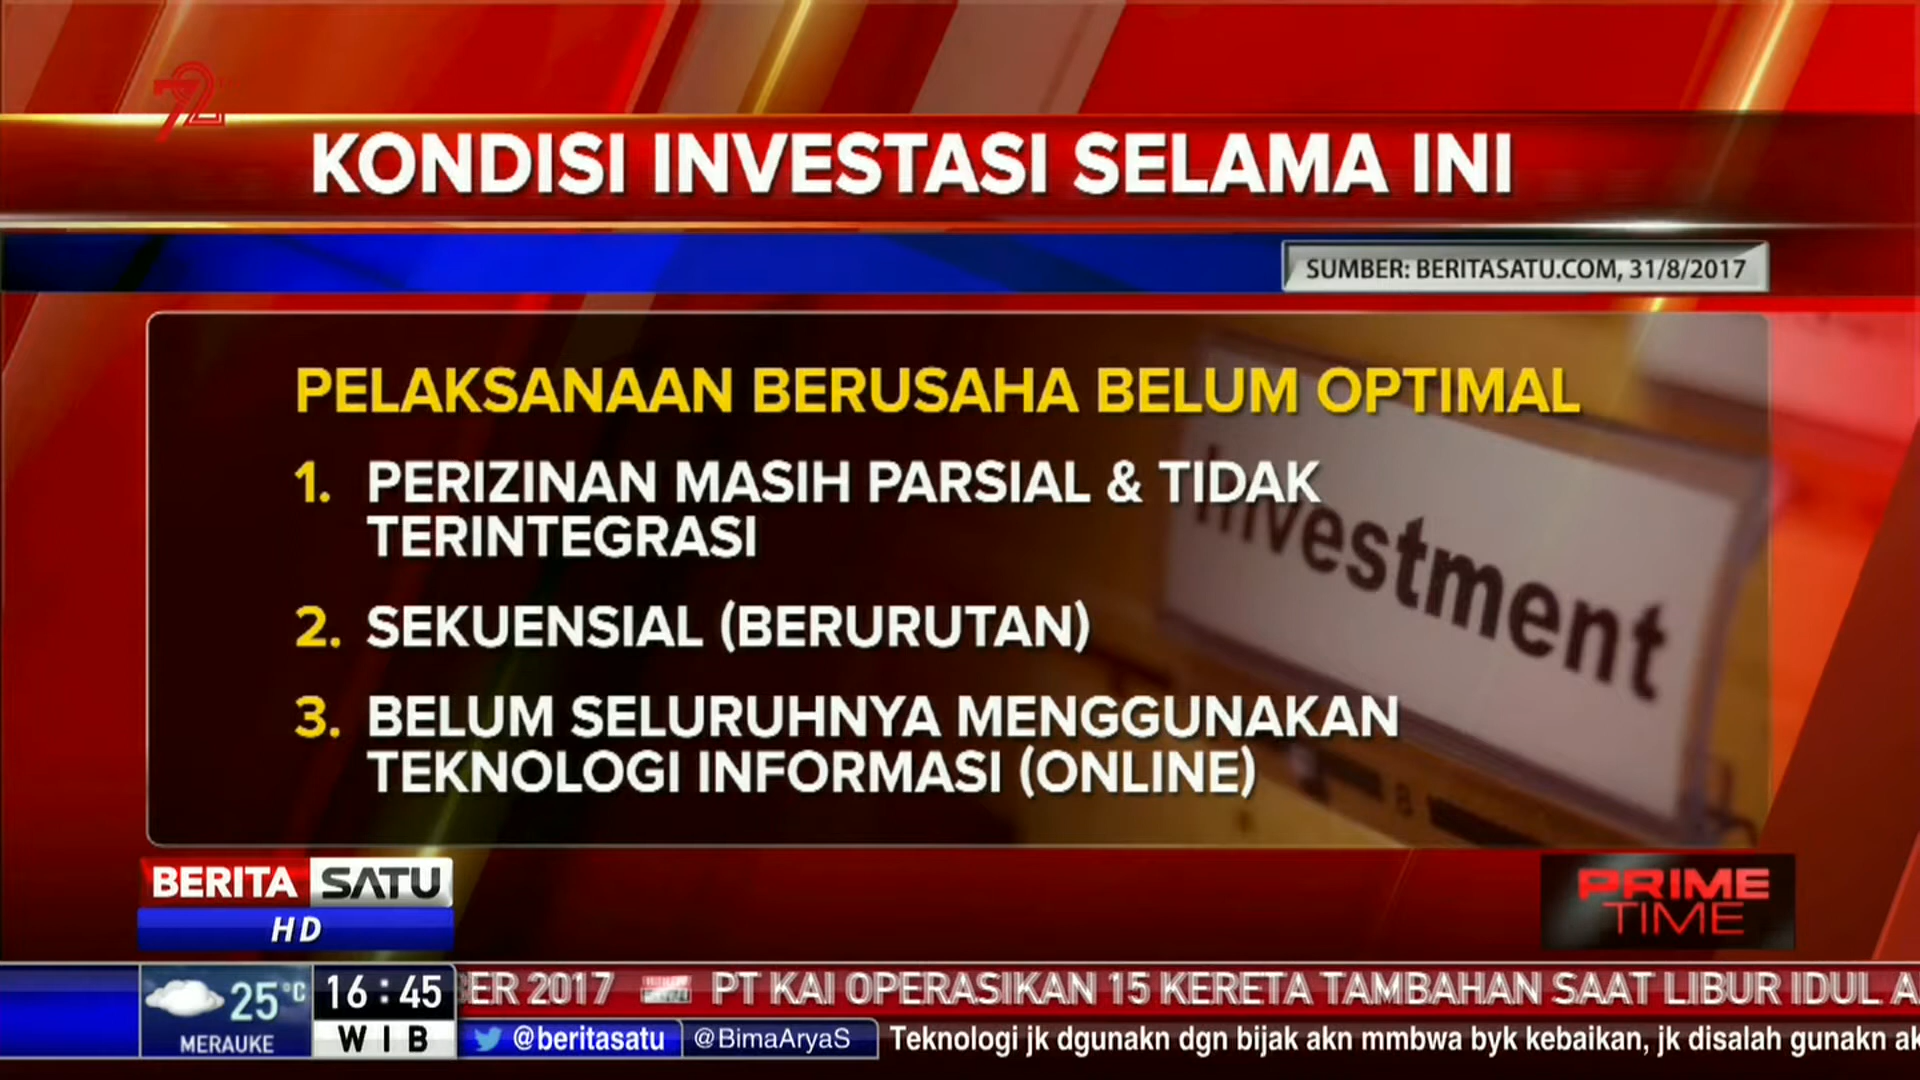 72
KONDISI INVESTASI SELAMA INI
SUMBER: BERITASATU.COM, 31/8/2017
PELAKSANAAN BERUSAHA BELUM OPTIMAL
1. PERIZINAN MASIH PARSIAL & TIDAK
TERINTEGRASI
2. SEKUENSIAL (BERURUTAN)
3. BELUM SELURUHNYA MENGGUNAKAN
TEKNOLOGI INFORMASI (ONLINE)
Investment
8
BERITA SATU
HD
PRIME
TIME
25°C
MERAUKE
16:45
WIB
BER 2017 PT KAI OPERASIKAN 15 KERETA TAMBAHAN SAAT LIBUR IDUL A
@beritasatu @BimaAryaS Teknologi jk dgunakn dgn bijak akn mmbwa byk kebaikan, jk disalah gunakn ak